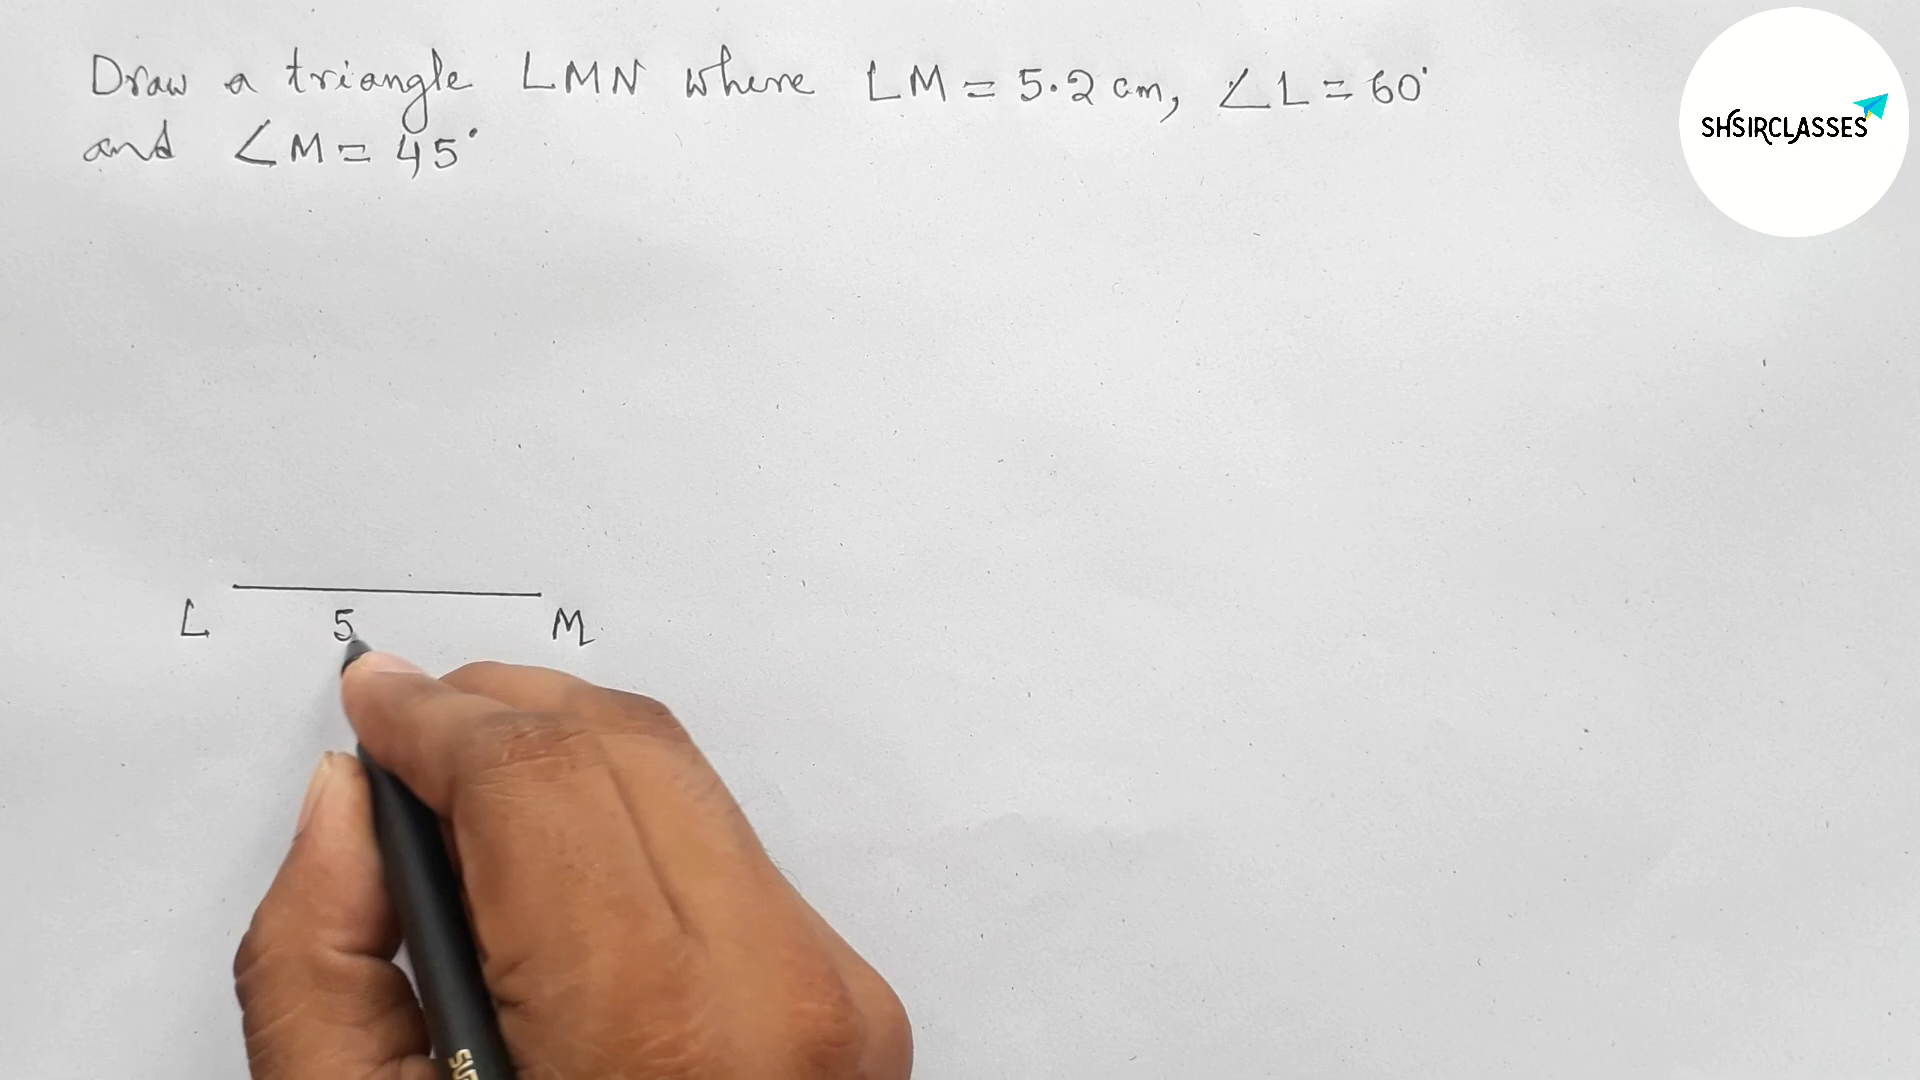 Draw a triangle LMN where LM = 5.2 cm, ∠L = 60°
and ∠M = 45°
SHSIRCLASSES
L 5 M